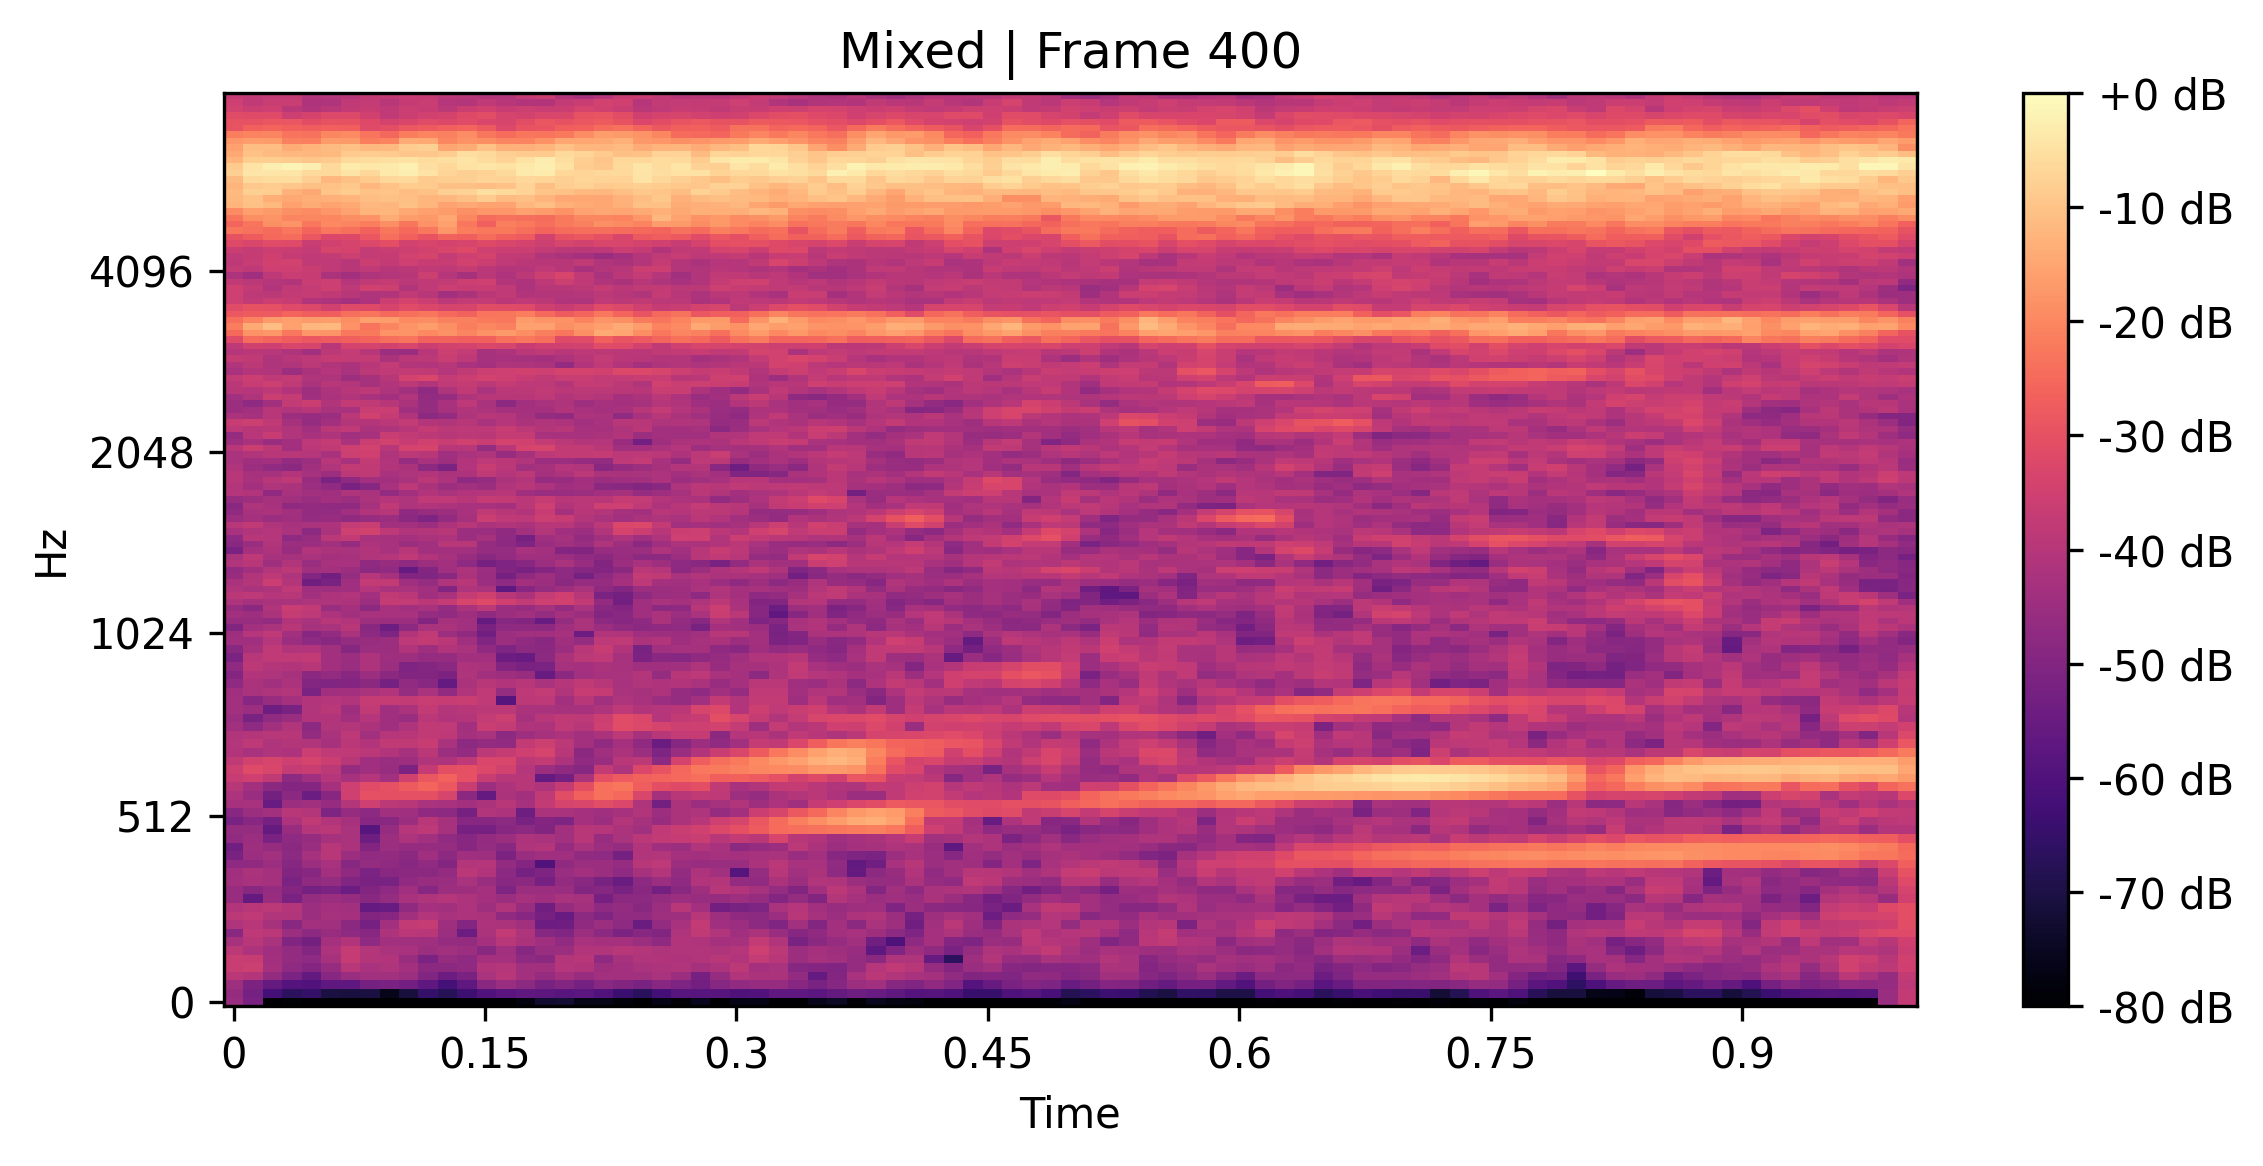 Mixed | Frame 400
Hz
4096
2048
1024
512
0
0 0.15 0.3 0.45 0.6 0.75 0.9
Time
+0 dB
-10 dB
-20 dB
-30 dB
-40 dB
-50 dB
-60 dB
-70 dB
-80 dB